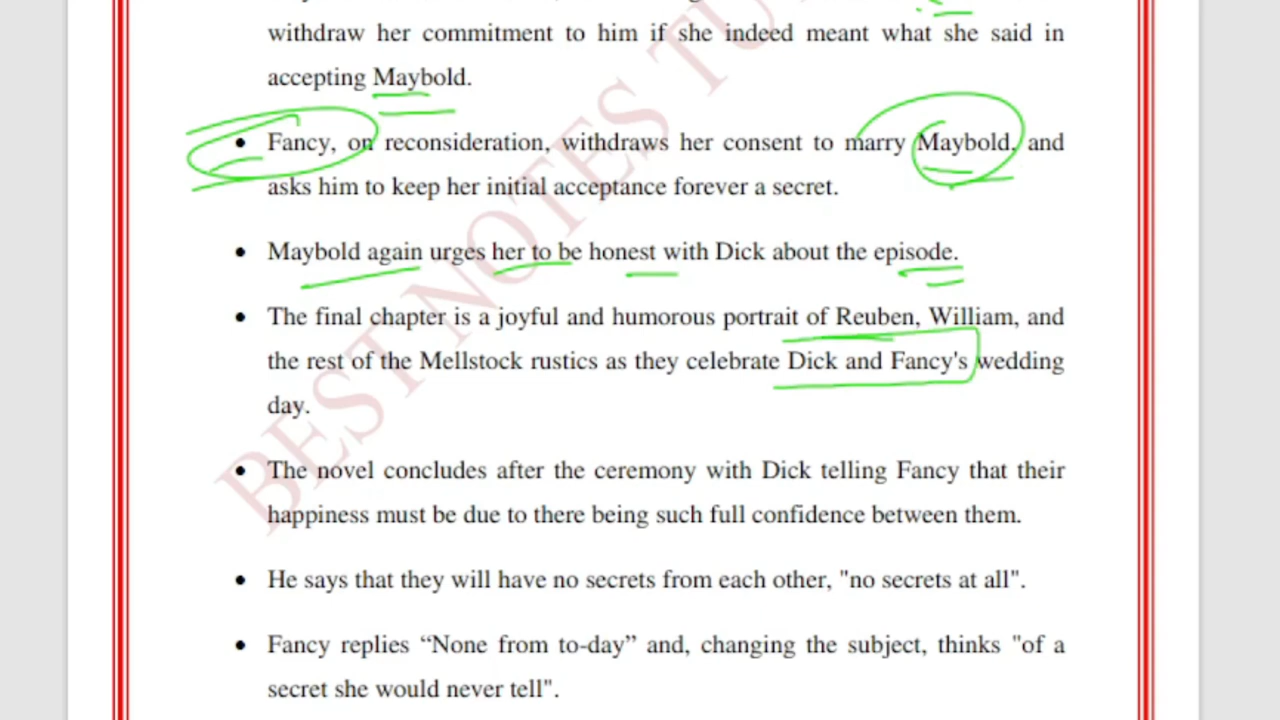 withdraw her commitment to him if she indeed meant what she said in
accepting Maybold.
• Fancy, on reconsideration, withdraws her consent to marry Maybold, and
asks him to keep her initial acceptance forever a secret.
• Maybold again urges her to be honest with Dick about the episode.
• The final chapter is a joyful and humorous portrait of Reuben, William, and
the rest of the Mellstock rustics as they celebrate Dick and Fancy's wedding
day.
• The novel concludes after the ceremony with Dick telling Fancy that their
happiness must be due to there being such full confidence between them.
• He says that they will have no secrets from each other, "no secrets at all".
• Fancy replies “None from to-day” and, changing the subject, thinks "of a
secret she would never tell".
BEST NOTES